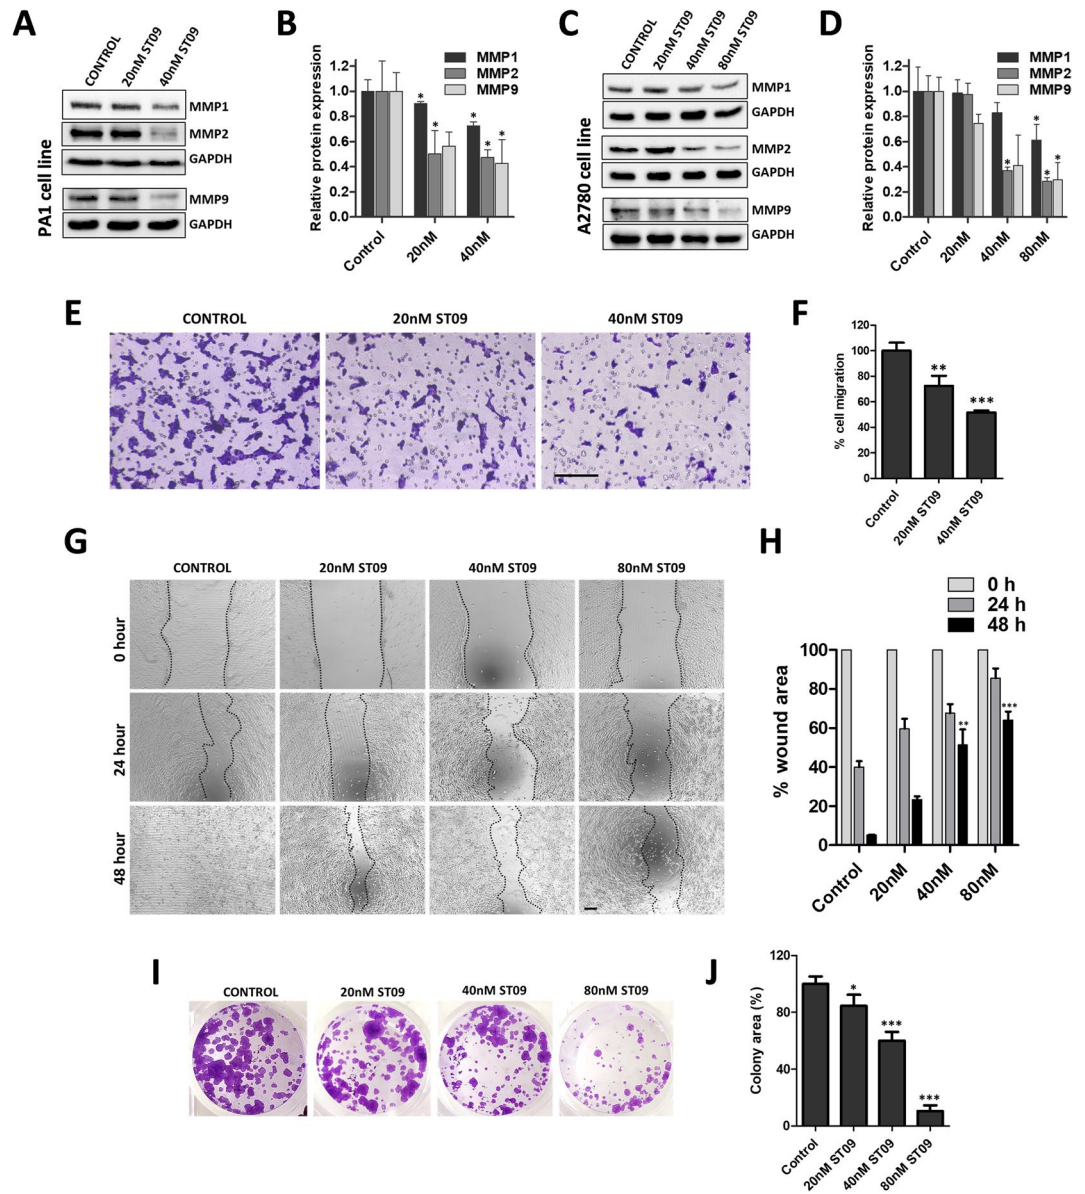 A
CONTROL
20nM ST09
40nM ST09
PA1 cell line
MMP1
MMP2
GAPDH
MMP9
GAPDH
B
MMP1
MMP2
MMP9
Relative protein expression
1.2
1.0
0.8
0.6
0.4
0.2
0.0
* * * * *
Control
20nM
40nM
C
CONTROL
20nM ST09
40nM ST09
80nM ST09
A2780 cell line
MMP1
GAPDH
MMP2
GAPDH
MMP9
GAPDH
D
MMP1
MMP2
MMP9
Relative protein expression
1.2
1.0
0.8
0.6
0.4
0.2
0.0
* * * *
Control
20nM
40nM
80nM
E
CONTROL
20nM ST09
40nM ST09
F
% cell migration
120
100
80
60
40
20
0
**
***
Control
20nM ST09
40nM ST09
G
CONTROL
20nM ST09
40nM ST09
80nM ST09
0 hour
24 hour
48 hour
H
0 h
24 h
48 h
% wound area
100
80
60
40
20
0
**
***
Control
20nM
40nM
80nM
I
CONTROL
20nM ST09
40nM ST09
80nM ST09
J
Colony area (%)
120
80
40
0
*
***
***
Control
20nM ST09
40nM ST09
80nM ST09